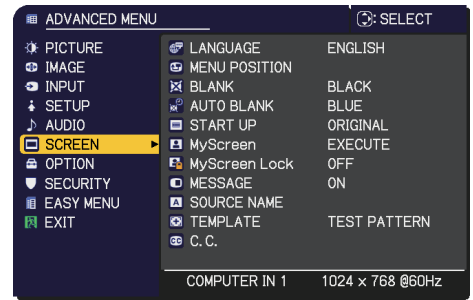 ADVANCED MENU : SELECT
PICTURE LANGUAGE ENGLISH
IMAGE MENU POSITION
INPUT BLANK BLACK
SETUP AUTO BLANK BLUE
AUDIO START UP ORIGINAL
SCREEN MyScreen EXECUTE
OPTION MyScreen Lock OFF
SECURITY MESSAGE ON
EASY MENU SOURCE NAME
EXIT TEMPLATE TEST PATTERN
C.C.
COMPUTER IN 1 1024 x 768 @60Hz